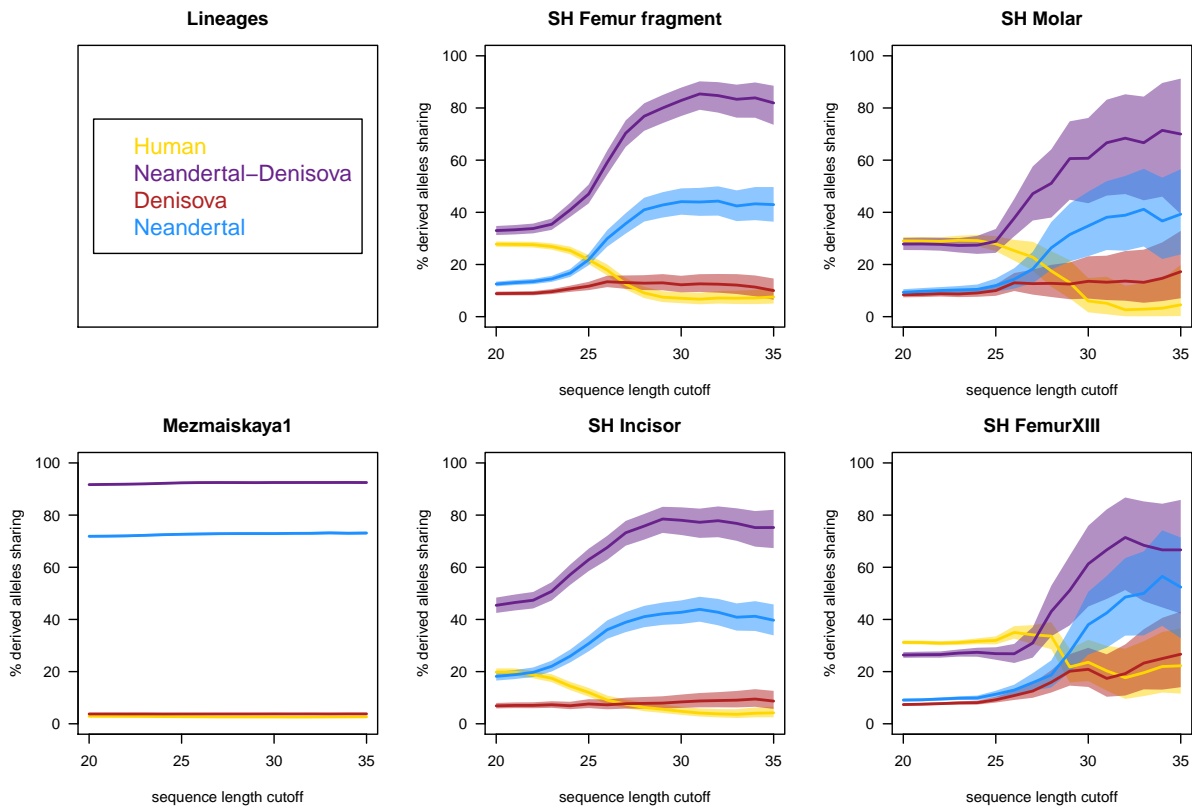 Lineages
Human
Neandertal−Denisova
Denisova
Neandertal
SH Femur fragment
% derived alleles sharing
100
80
60
40
20
0
20 25 30 35
sequence length cutoff
SH Molar
% derived alleles sharing
100
80
60
40
20
0
20 25 30 35
sequence length cutoff
Mezmaiskaya1
% derived alleles sharing
100
80
60
40
20
0
20 25 30 35
sequence length cutoff
SH Incisor
% derived alleles sharing
100
80
60
40
20
0
20 25 30 35
sequence length cutoff
SH FemurXIII
% derived alleles sharing
100
80
60
40
20
0
20 25 30 35
sequence length cutoff